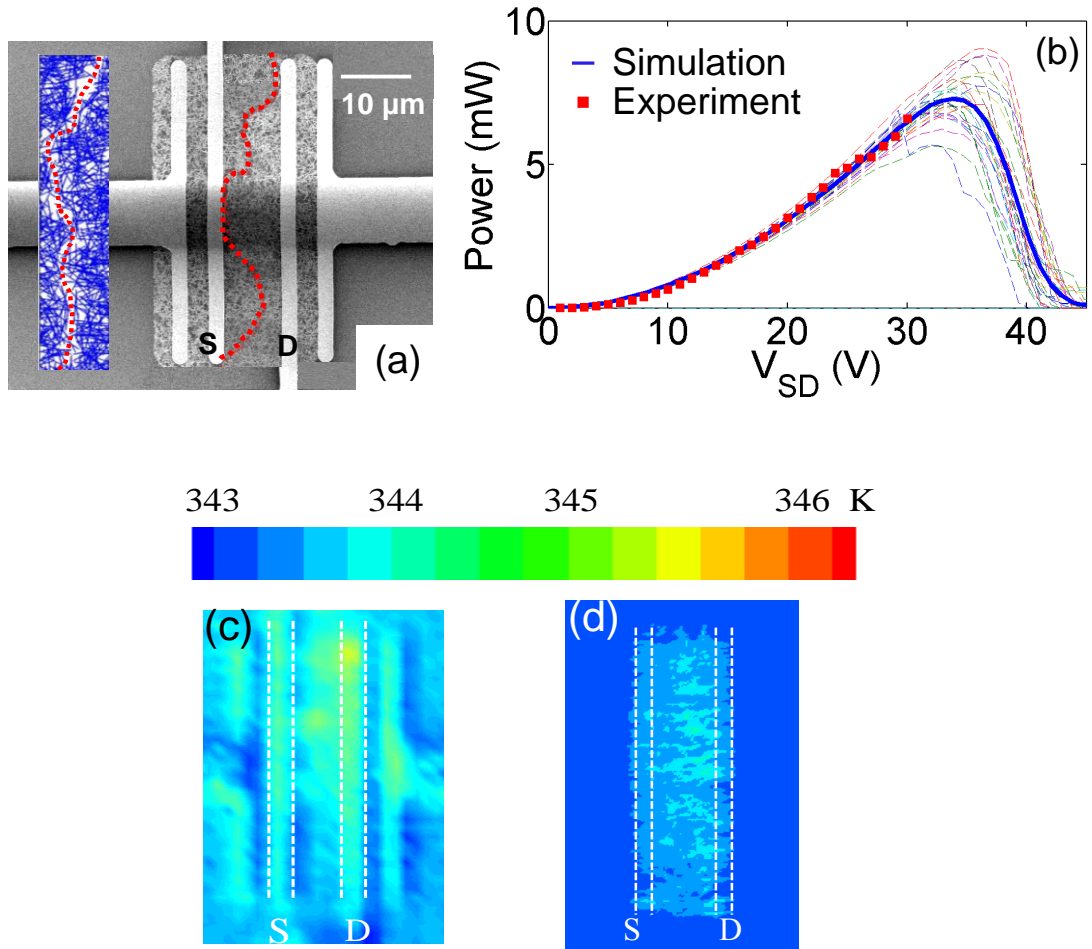 10 µm
S
D
(a)
Power (mW)
10
5
0
Simulation
Experiment
(b)
0
10
20
30
40
V_SD (V)
343
344
345
346
K
(c)
S
D
(d)
S
D